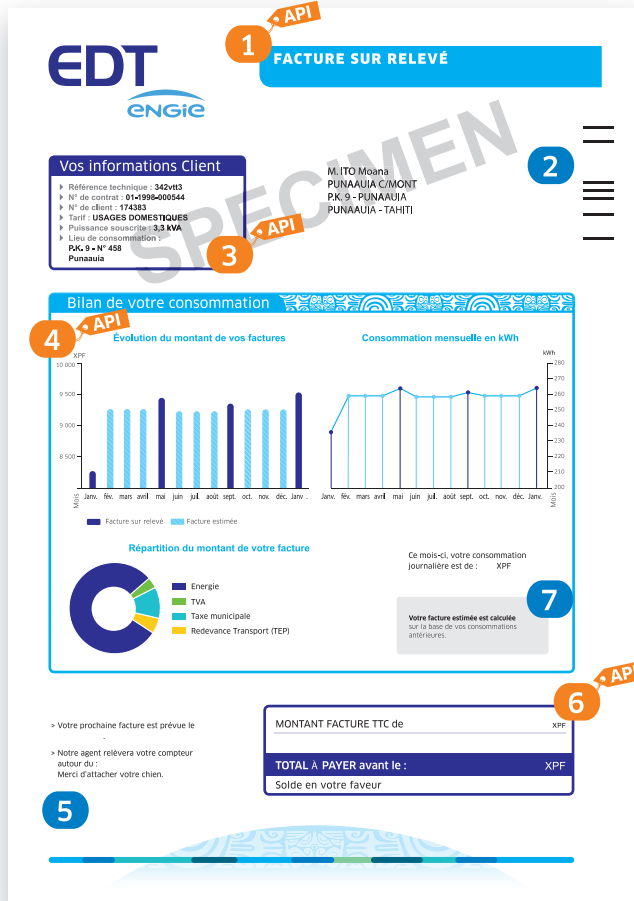 API
1
FACTURE SUR RELEVÉ
EDT
ENGIE
SPECIMEN
2
Vos informations Client
Référence technique : 342vtt3
N° de contrat : 01-1998-000544
N° de client : 174383
Tarif : USAGES DOMESTIQUES
Puissance souscrite : 3,3 kVA
Lieu de consommation :
P.K. 9 - N° 458
Punaauia
M. ITO Moana
PUNAAUIA C/MONT
P.K. 9 - PUNAAUIA
PUNAAUIA - TAHITI
API
3
Bilan de votre consommation
API
4
Évolution du montant de vos factures
XPF
10 000
9 500
9 000
8 500
Mois
Janv. fév. mars avril mai juin juil. août sept. oct. nov. déc. Janv .
Facture sur relevé Facture estimée
Consommation mensuelle en kWh
kWh
280
270
260
250
240
230
220
210
200
Mois
Janv. fév. mars avril mai juin juil. août sept. oct. nov. déc. Janv.
Répartition du montant de votre facture
Energie
TVA
Taxe municipale
Redevance Transport (TEP)
Ce mois-ci, votre consommation
journalière est de : XPF
7
Votre facture estimée est calculée
sur la base de vos consommations
antérieures.
API
6
> Votre prochaine facture est prévue le
.
> Notre agent relèvera votre compteur
autour du :
Merci d'attacher votre chien.
MONTANT FACTURE TTC de XPF
TOTAL À PAYER avant le : XPF
Solde en votre faveur
5